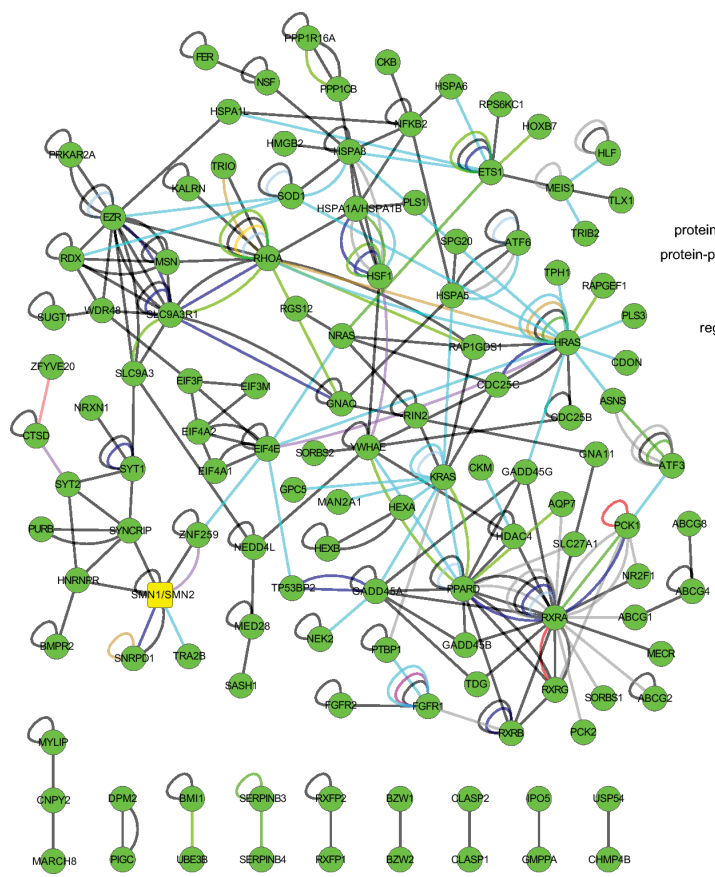 PPP1R16A
FER
NSF
CKB
PPP1CB
HSPA6
RPS6KC1
HSPA1L
NFKB2
HOXB7
HMGB2
HSPA8
PRKAR2A
HLF
TRIO
ETS1
KALRN
SOD1
PLS1
MEIS1
TLX1
HSPA1A/HSPA1B
EZR
TRIB2
protein
SPG20
ATF6
RDX
MSN
RHOA
protein-p
HSF1
TPH1
RAPGEF1
HSPA5
WDR48
SUGT1
SLC9A3R1
RGS12
PLS3
reg
NRAS
HRAS
RAP1GDS1
ZFYVE20
CDON
SLC9A3
EIF3F
EIF3M
CDC25C
NRXN1
GNAQ
ASNS
RIN2
CDC25B
CTSD
EIF4A2
EIF4E
SORBS2
YWHAE
GNA11
SYT1
EIF4A1
ATF3
SYT2
GPC5
KRAS
CKM
GADD45G
MAN2A1
HEXA
AQP7
PURB
SYNCRIP
ZNF259
PCK1
ABCG8
HEXB
NEDD4L
HDAC4
SLC27A1
HNRNPR
NR2F1
SMN1/SMN2
TP53BP2
GADD45A
PPARD
ABCG4
RXRA
ABCG1
MED28
NEK2
GADD45B
BMPR2
SNRPD1
TRA2B
PTBP1
MECR
SASH1
TDG
RXRG
SORBS1
ABCG2
FGFR2
FGFR1
RXRB
PCK2
MYLIP
CNPY2
DPM2
BMI1
SERPINB3
RXFP2
BZW1
CLASP2
IPO5
USP54
MARCH8
PIGC
UBE3B
SERPINB4
RXFP1
BZW2
CLASP1
GMPPA
CHMP4B